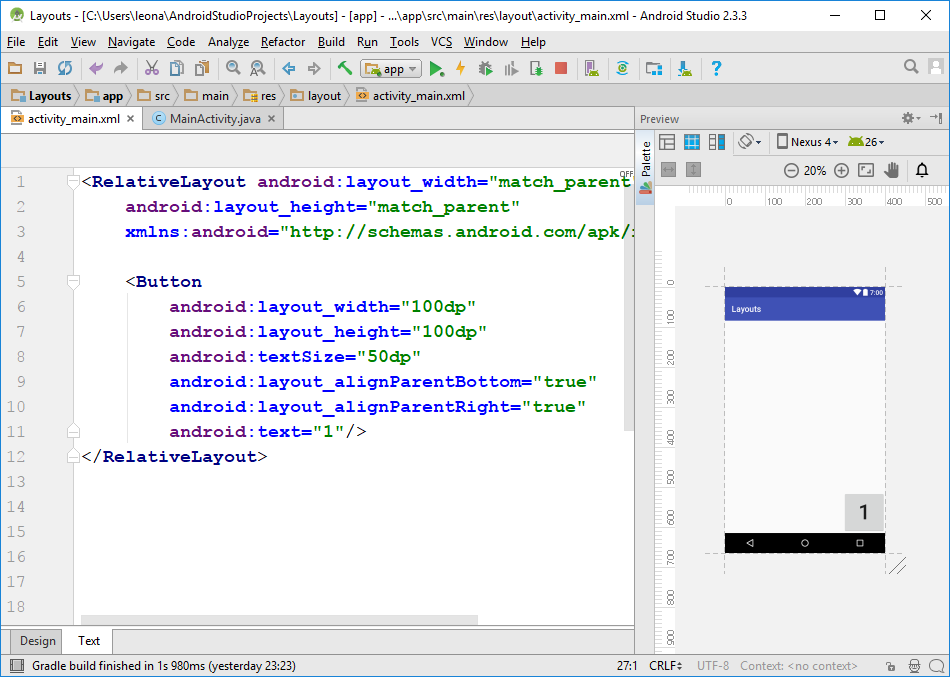 Layouts - [C:\Users\leona\AndroidStudioProjects\Layouts] - [app] - ...\app\src\main\res\layout\activity_main.xml - Android Studio 2.3.3
File Edit View Navigate Code Analyze Refactor Build Run Tools VCS Window Help
app
Layouts app src main res layout activity_main.xml
activity_main.xml MainActivity.java
Preview
Palette
Nexus 4 26
20%
OFF
1 <RelativeLayout android:layout_width="match_parent
2 android:layout_height="match_parent"
3 xmlns:android="http://schemas.android.com/apk/
4
5 <Button
6 android:layout_width="100dp"
7 android:layout_height="100dp"
8 android:textSize="50dp"
9 android:layout_alignParentBottom="true"
10 android:layout_alignParentRight="true"
11 android:text="1"/>
12 </RelativeLayout>
13
14
15
16
17
18
0 100 200 300 400 500
0
100
200
300
400
500
600
700
800
900
7:00
Layouts
1
Design Text
Gradle build finished in 1s 980ms (yesterday 23:23) 27:1 CRLF UTF-8 Context: <no context>